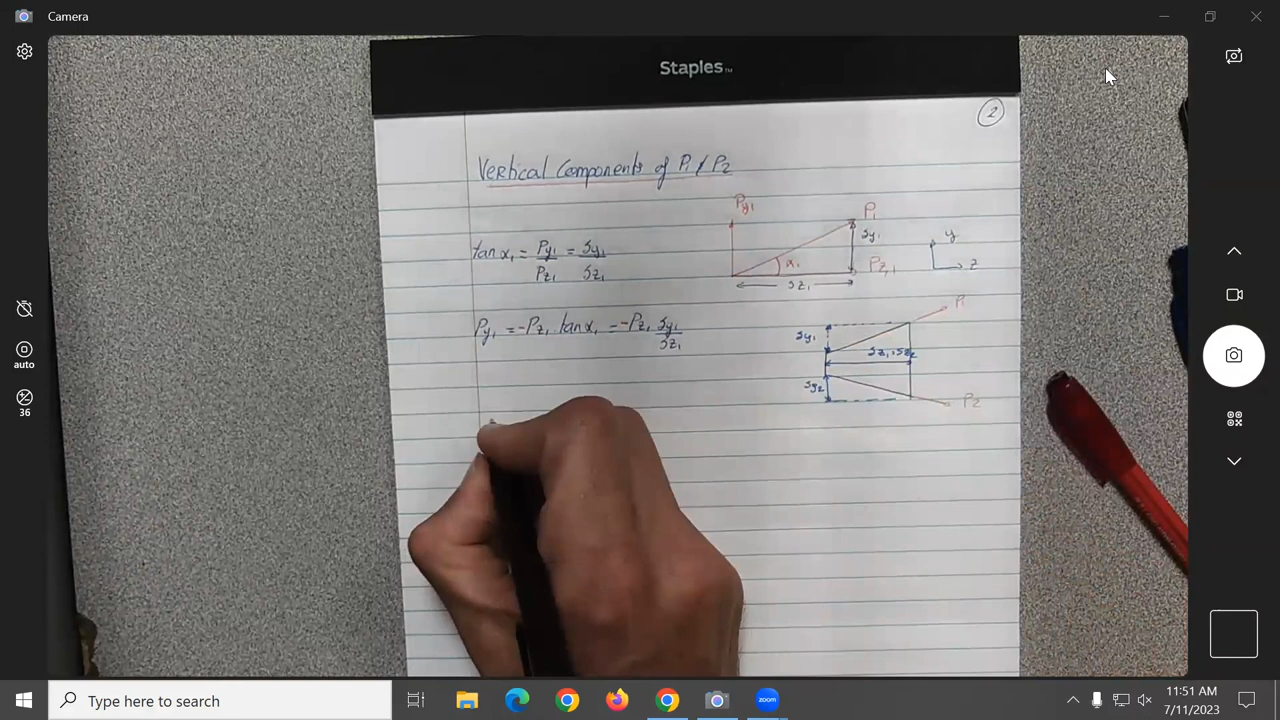 Camera
Staples™
2
Vertical Components of P₁ / P₂
Py₁
P₁
δy₁
α₁
Pz₁
δz₁
y
z
tan α₁ = Py₁/Pz₁ = δy₁/δz₁
P₁
Py₁ = -Pz₁ tan α₁ = -Pz₁ δy₁/δz₁
δy₁
δz₁=δz₂
δy₂
P₂
auto
36
Type here to search
zoom
11:51 AM
7/11/2023